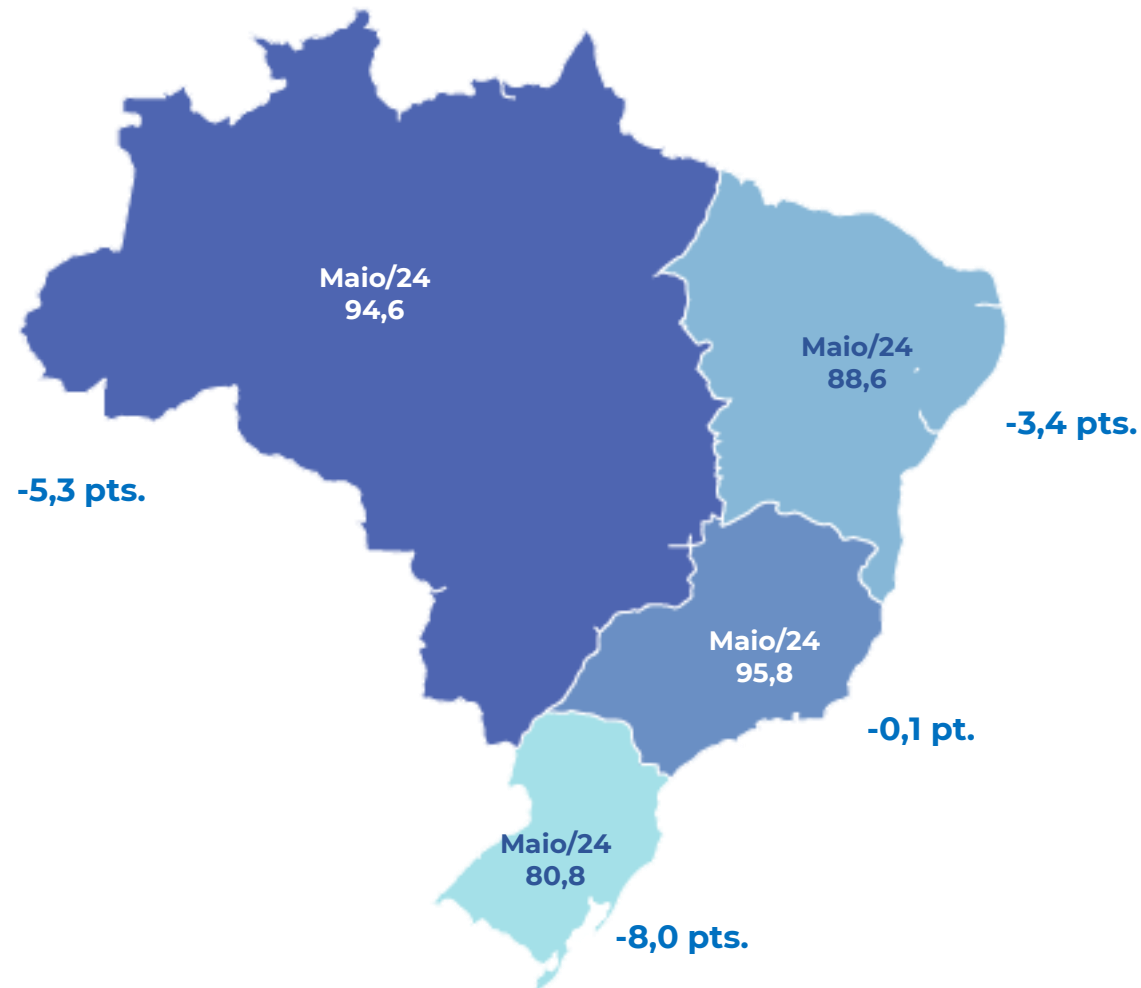 Maio/24
94,6
Maio/24
88,6
-3,4 pts.
-5,3 pts.
Maio/24
95,8
-0,1 pt.
Maio/24
80,8
-8,0 pts.